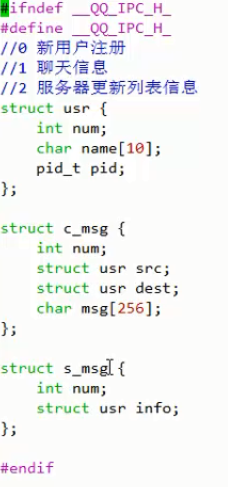 #ifndef __QQ_IPC_H_
#define __QQ_IPC_H_
//0 新用户注册
//1 聊天信息
//2 服务器更新列表信息
struct usr {
    int num;
    char name[10];
    pid_t pid;
};

struct c_msg {
    int num;
    struct usr src;
    struct usr dest;
    char msg[256];
};

struct s_msg {
    int num;
    struct usr info;
};

#endif